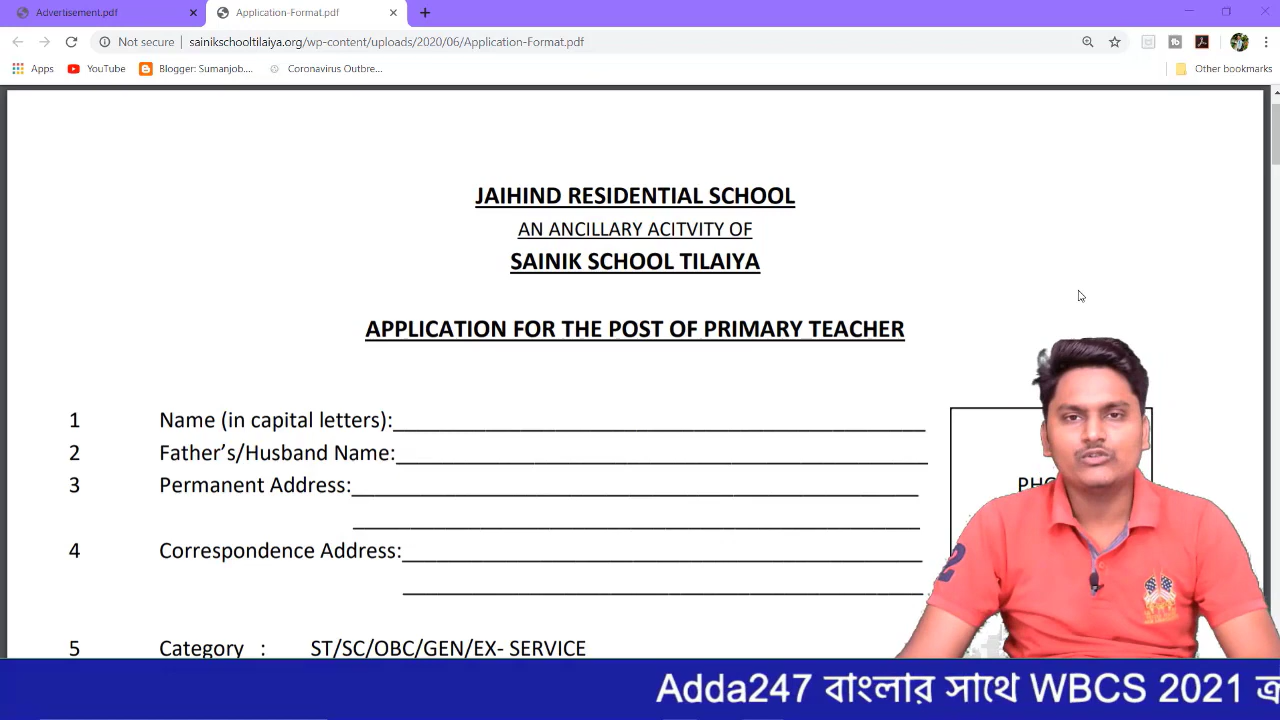 Advertisement.pdf
Application-Format.pdf
Not secure
sainikschooltilaiya.org/wp-content/uploads/2020/06/Application-Format.pdf
Apps
YouTube
Blogger: Sumanjob....
Coronavirus Outbre...
Other bookmarks
JAIHIND RESIDENTIAL SCHOOL
AN ANCILLARY ACITVITY OF
SAINIK SCHOOL TILAIYA
APPLICATION FOR THE POST OF PRIMARY TEACHER
1 Name (in capital letters):
2 Father's/Husband Name:
3 Permanent Address:
4 Correspondence Address:
5 Category : ST/SC/OBC/GEN/EX- SERVICE
Adda247 বাংলার সাথে WBCS 2021